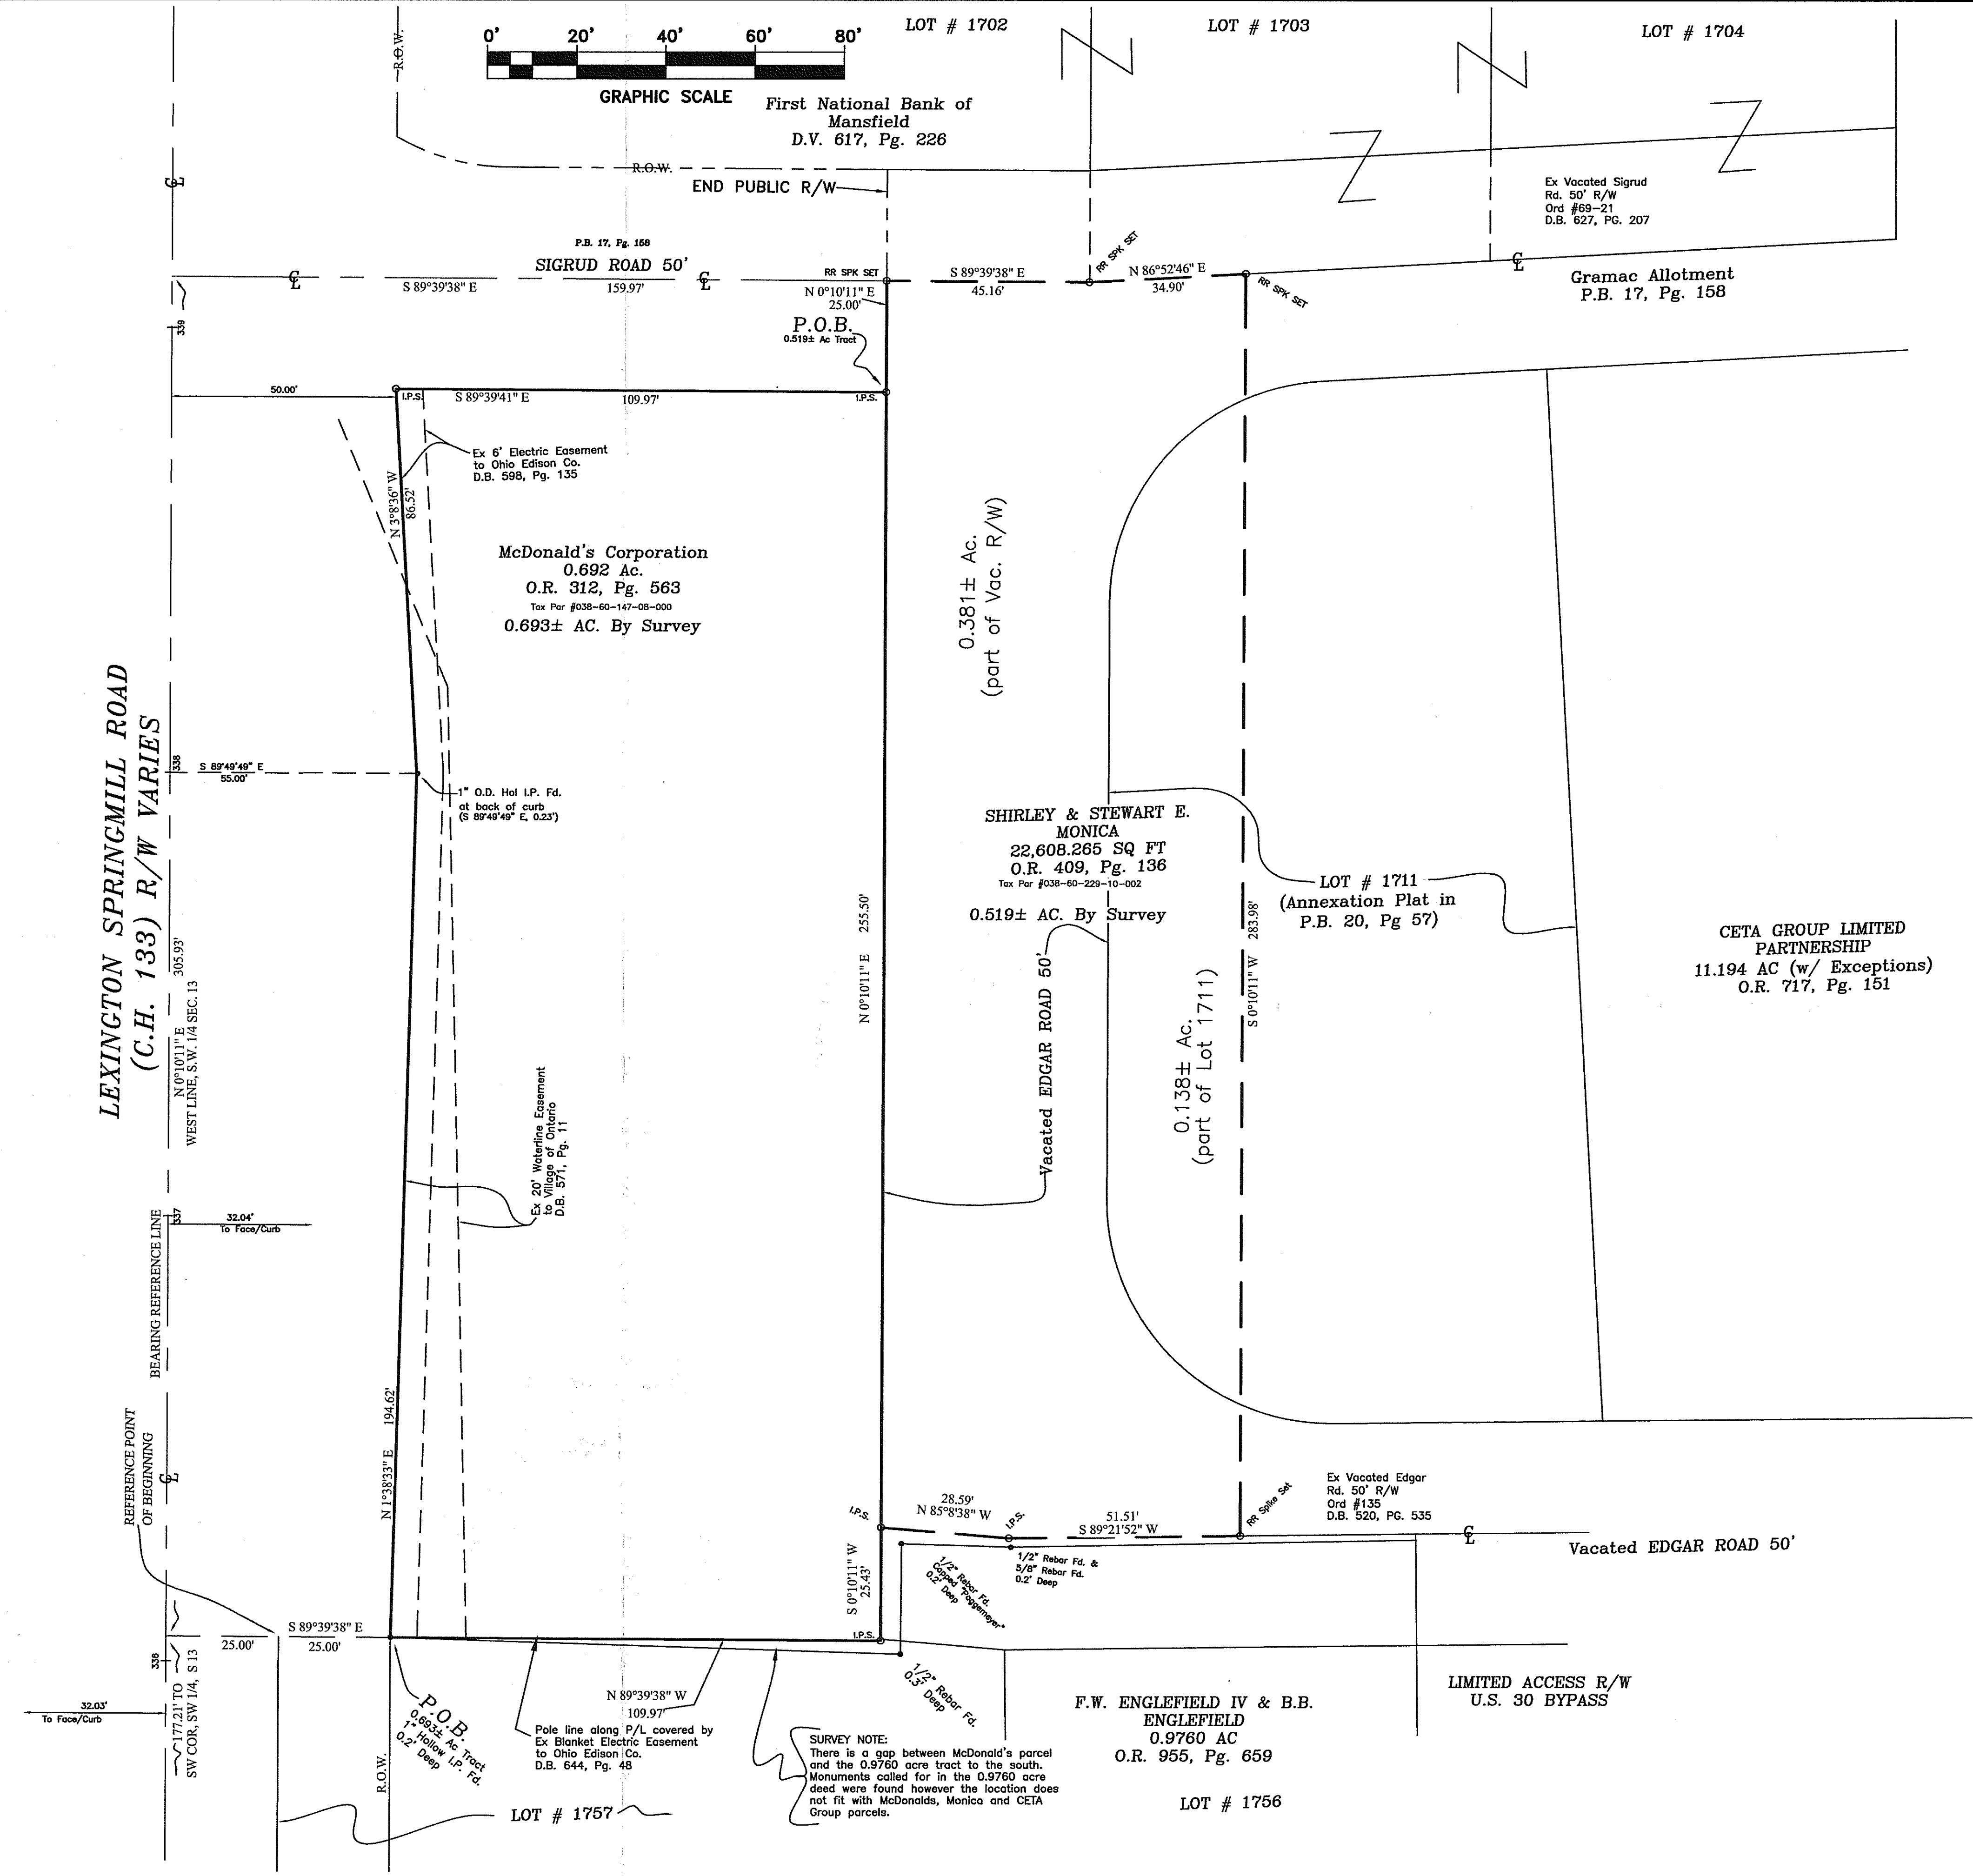 LOT # 1702
LOT # 1703
LOT # 1704
R.O.W.
0' 20' 40' 60' 80'
GRAPHIC SCALE
First National Bank of
Mansfield
D.V. 617, Pg. 226
R.O.W.
END PUBLIC R/W
Ex Vacated Sigrud
Rd. 50' R/W
Ord #69-21
D.B. 627, PG. 207
P.B. 17, Pg. 158
SIGRUD ROAD 50'
S 89°39'38" E
159.97'
RR SPK SET
N 0°10'11" E
25.00'
S 89°39'38" E
45.16'
RR SPK SET
N 86°52'46" E
34.90'
RR SPK SET
Gramac Allotment
P.B. 17, Pg. 158
P.O.B.
0.519± Ac Tract
339
50.00'
I.P.S.
S 89°39'41" E
109.97'
I.P.S.
Ex 6' Electric Easement
to Ohio Edison Co.
D.B. 598, Pg. 135
N 3°8'36" W
86.52'
McDonald's Corporation
0.692 Ac.
O.R. 312, Pg. 563
Tax Par #038-60-147-08-000
0.693± AC. By Survey
0.381± Ac.
(part of Vac. R/W)
LEXINGTON SPRINGMILL ROAD
(C.H. 133) R/W VARIES
338
S 89°49'49" E
55.00'
1" O.D. Hol I.P. Fd.
at back of curb
(S 89°49'49" E, 0.23')
SHIRLEY & STEWART E.
MONICA
22,608.265 SQ FT
O.R. 409, Pg. 136
Tax Par #038-60-229-10-002
0.519± AC. By Survey
LOT # 1711
(Annexation Plat in
P.B. 20, Pg 57)
CETA GROUP LIMITED
PARTNERSHIP
11.194 AC (w/ Exceptions)
O.R. 717, Pg. 151
N 0°10'11" E 305.93'
WEST LINE, S.W. 1/4 SEC. 13
N 0°10'11" E 255.50'
S 0°10'11" W 283.98'
Vacated EDGAR ROAD 50'
0.138± Ac.
(part of Lot 1711)
Ex 20' Waterline Easement
to Village of Ontario
D.B. 571, Pg. 11
337
32.04'
To Face/Curb
BEARING REFERENCE LINE
REFERENCE POINT
OF BEGINNING
N 1°38'33" E 194.62'
I.P.S.
28.59'
N 85°8'38" W
I.P.S.
51.51'
S 89°21'52" W
RR Spike Set
Ex Vacated Edgar
Rd. 50' R/W
Ord #135
D.B. 520, PG. 535
Vacated EDGAR ROAD 50'
S 0°10'11" W
25.43'
1/2" Rebar Fd.
Capped "Poggemeyer"
0.2' Deep
1/2" Rebar Fd. &
5/8" Rebar Fd.
0.2' Deep
25.00'
S 89°39'38" E
25.00'
I.P.S.
336
177.21' TO
SW COR, SW 1/4, S 13
32.03'
To Face/Curb
R.O.W.
P.O.B.
0.693± Ac Tract
1" Hollow I.P. Fd.
0.2' Deep
N 89°39'38" W
109.97'
Pole line along P/L covered by
Ex Blanket Electric Easement
to Ohio Edison Co.
D.B. 644, Pg. 48
1/2" Rebar Fd.
0.3' Deep
SURVEY NOTE:
There is a gap between McDonald's parcel
and the 0.9760 acre tract to the south.
Monuments called for in the 0.9760 acre
deed were found however the location does
not fit with McDonalds, Monica and CETA
Group parcels.
F.W. ENGLEFIELD IV & B.B.
ENGLEFIELD
0.9760 AC
O.R. 955, Pg. 659
LIMITED ACCESS R/W
U.S. 30 BYPASS
LOT # 1757
LOT # 1756